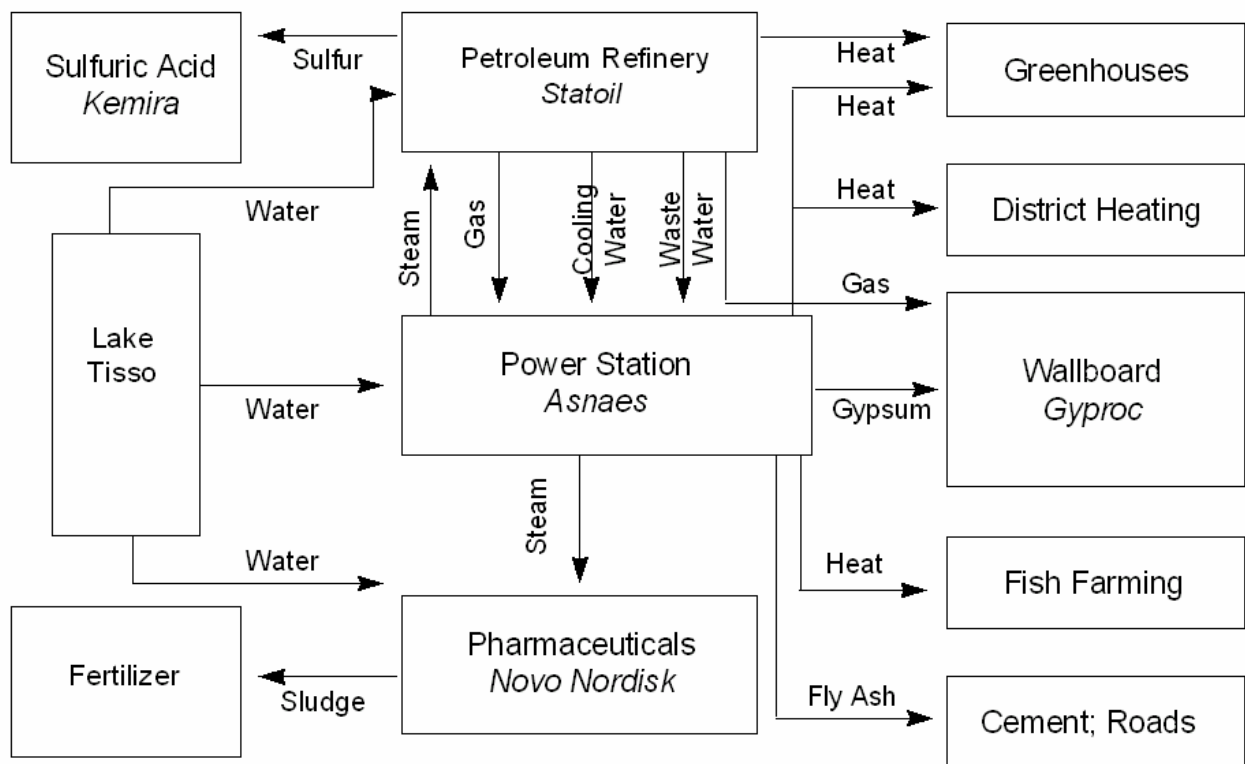 Sulfuric Acid
Kemira
Sulfur
Petroleum Refinery
Statoil
Heat
Greenhouses
Heat
Water
Steam
Gas
Cooling
Water
Waste
Water
Heat
District Heating
Gas
Lake
Tisso
Water
Power Station
Asnaes
Gypsum
Wallboard
Gyproc
Steam
Water
Heat
Fish Farming
Fertilizer
Sludge
Pharmaceuticals
Novo Nordisk
Fly Ash
Cement; Roads